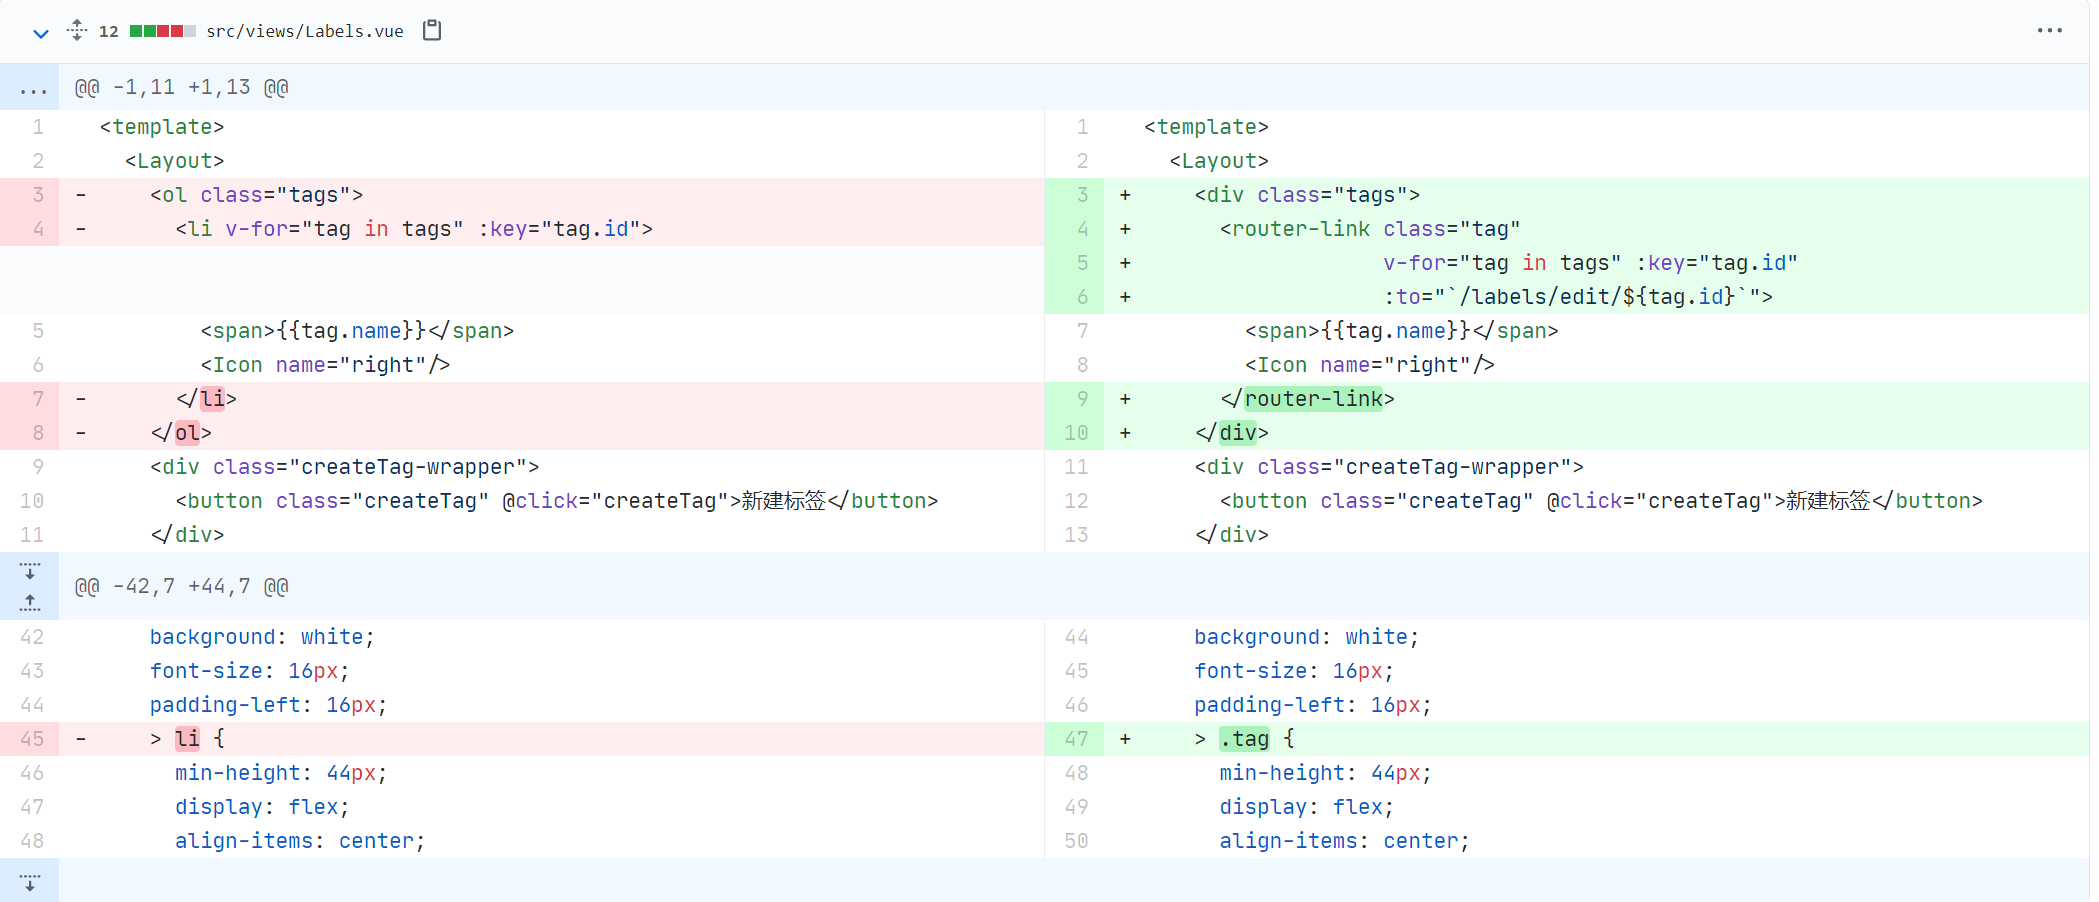 12 src/views/Labels.vue
@@ -1,11 +1,13 @@
1 <template>
2 <Layout>
3 - <ol class="tags">
4 - <li v-for="tag in tags" :key="tag.id">
5 <span>{{tag.name}}</span>
6 <Icon name="right"/>
7 - </li>
8 - </ol>
9 <div class="createTag-wrapper">
10 <button class="createTag" @click="createTag">新建标签</button>
11 </div>
1 <template>
2 <Layout>
3 + <div class="tags">
4 + <router-link class="tag"
5 + v-for="tag in tags" :key="tag.id"
6 + :to="`/labels/edit/${tag.id}`">
7 <span>{{tag.name}}</span>
8 <Icon name="right"/>
9 + </router-link>
10 + </div>
11 <div class="createTag-wrapper">
12 <button class="createTag" @click="createTag">新建标签</button>
13 </div>
@@ -42,7 +44,7 @@
42 background: white;
43 font-size: 16px;
44 padding-left: 16px;
45 - > li {
46 min-height: 44px;
47 display: flex;
48 align-items: center;
44 background: white;
45 font-size: 16px;
46 padding-left: 16px;
47 + > .tag {
48 min-height: 44px;
49 display: flex;
50 align-items: center;